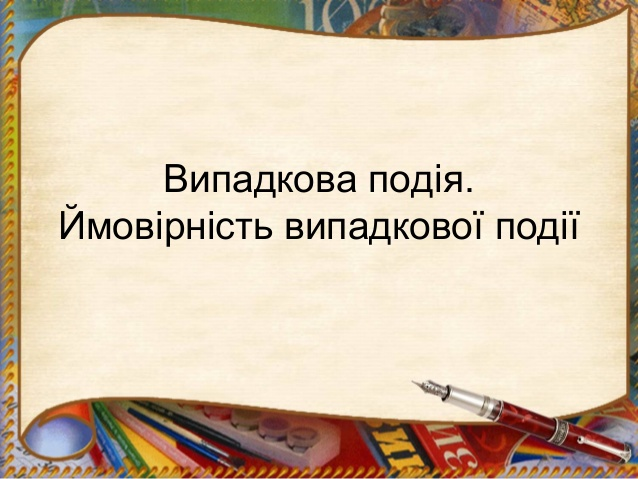 Випадкова подія.
Ймовірність випадкової події